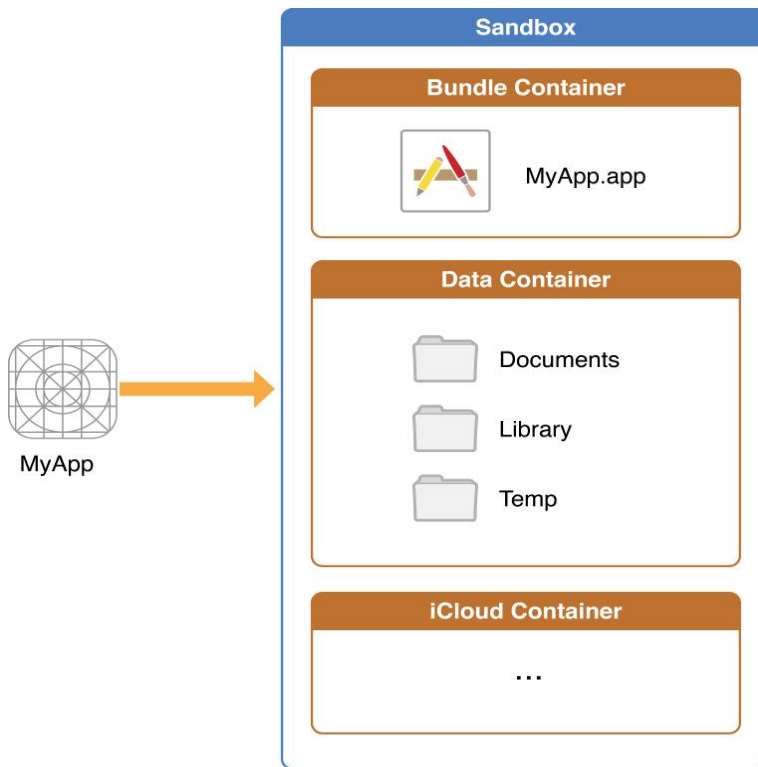 Sandbox
Bundle Container
MyApp.app
Data Container
Documents
Library
Temp
MyApp
iCloud Container
...